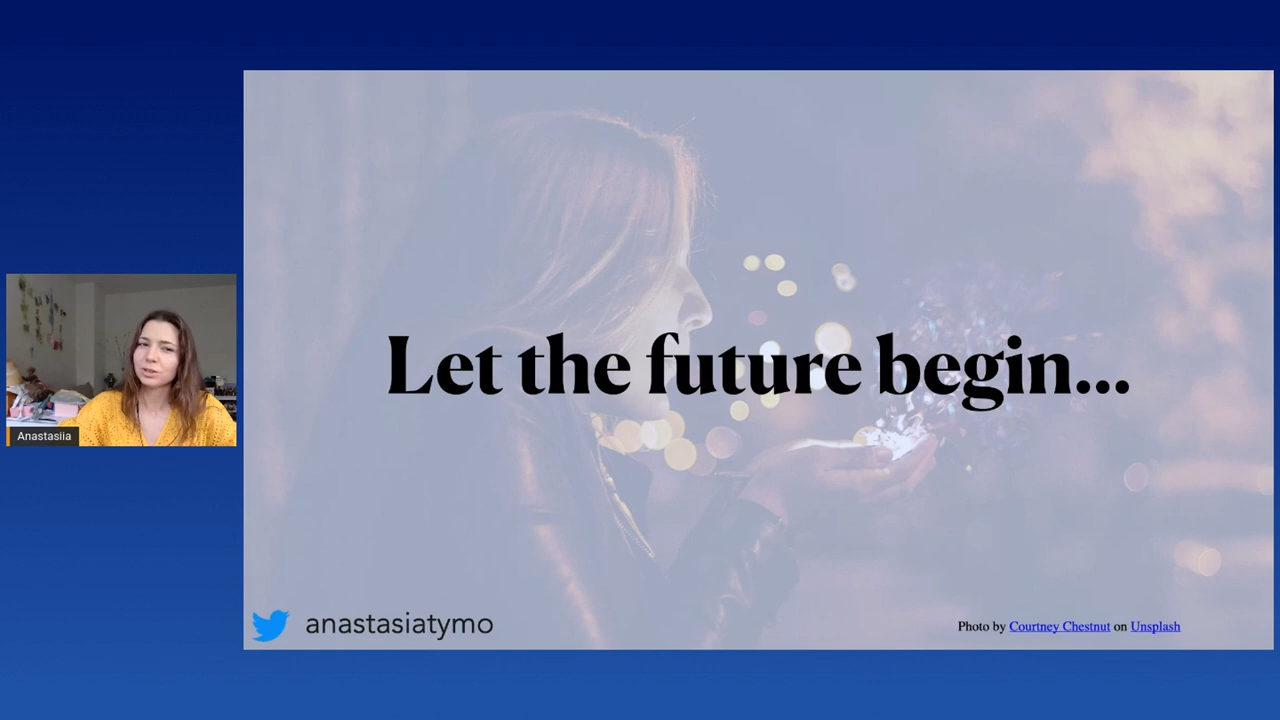 Let the future begin...
Anastasiia
anastasiatymo
Photo by Courtney Chestnut on Unsplash